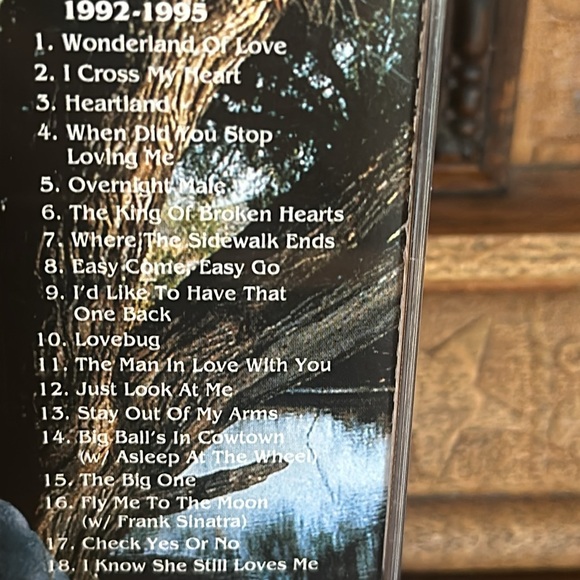 1992-1995
1. Wonderland Of Love
2. I Cross My Heart
3. Heartland
4. When Did You Stop
Loving Me
5. Overnight Male
6. The King Of Broken Hearts
7. Where The Sidewalk Ends
8. Easy Come, Easy Go
9. I'd Like To Have That
One Back
10. Lovebug
11. The Man In Love With You
12. Just Look At Me
13. Stay Out Of My Arms
14. Big Ball's In Cowtown
(w/ Asleep At The Wheel)
15. The Big One
16. Fly Me To The Moon
(w/ Frank Sinatra)
17. Check Yes Or No
18. I Know She Still Loves Me